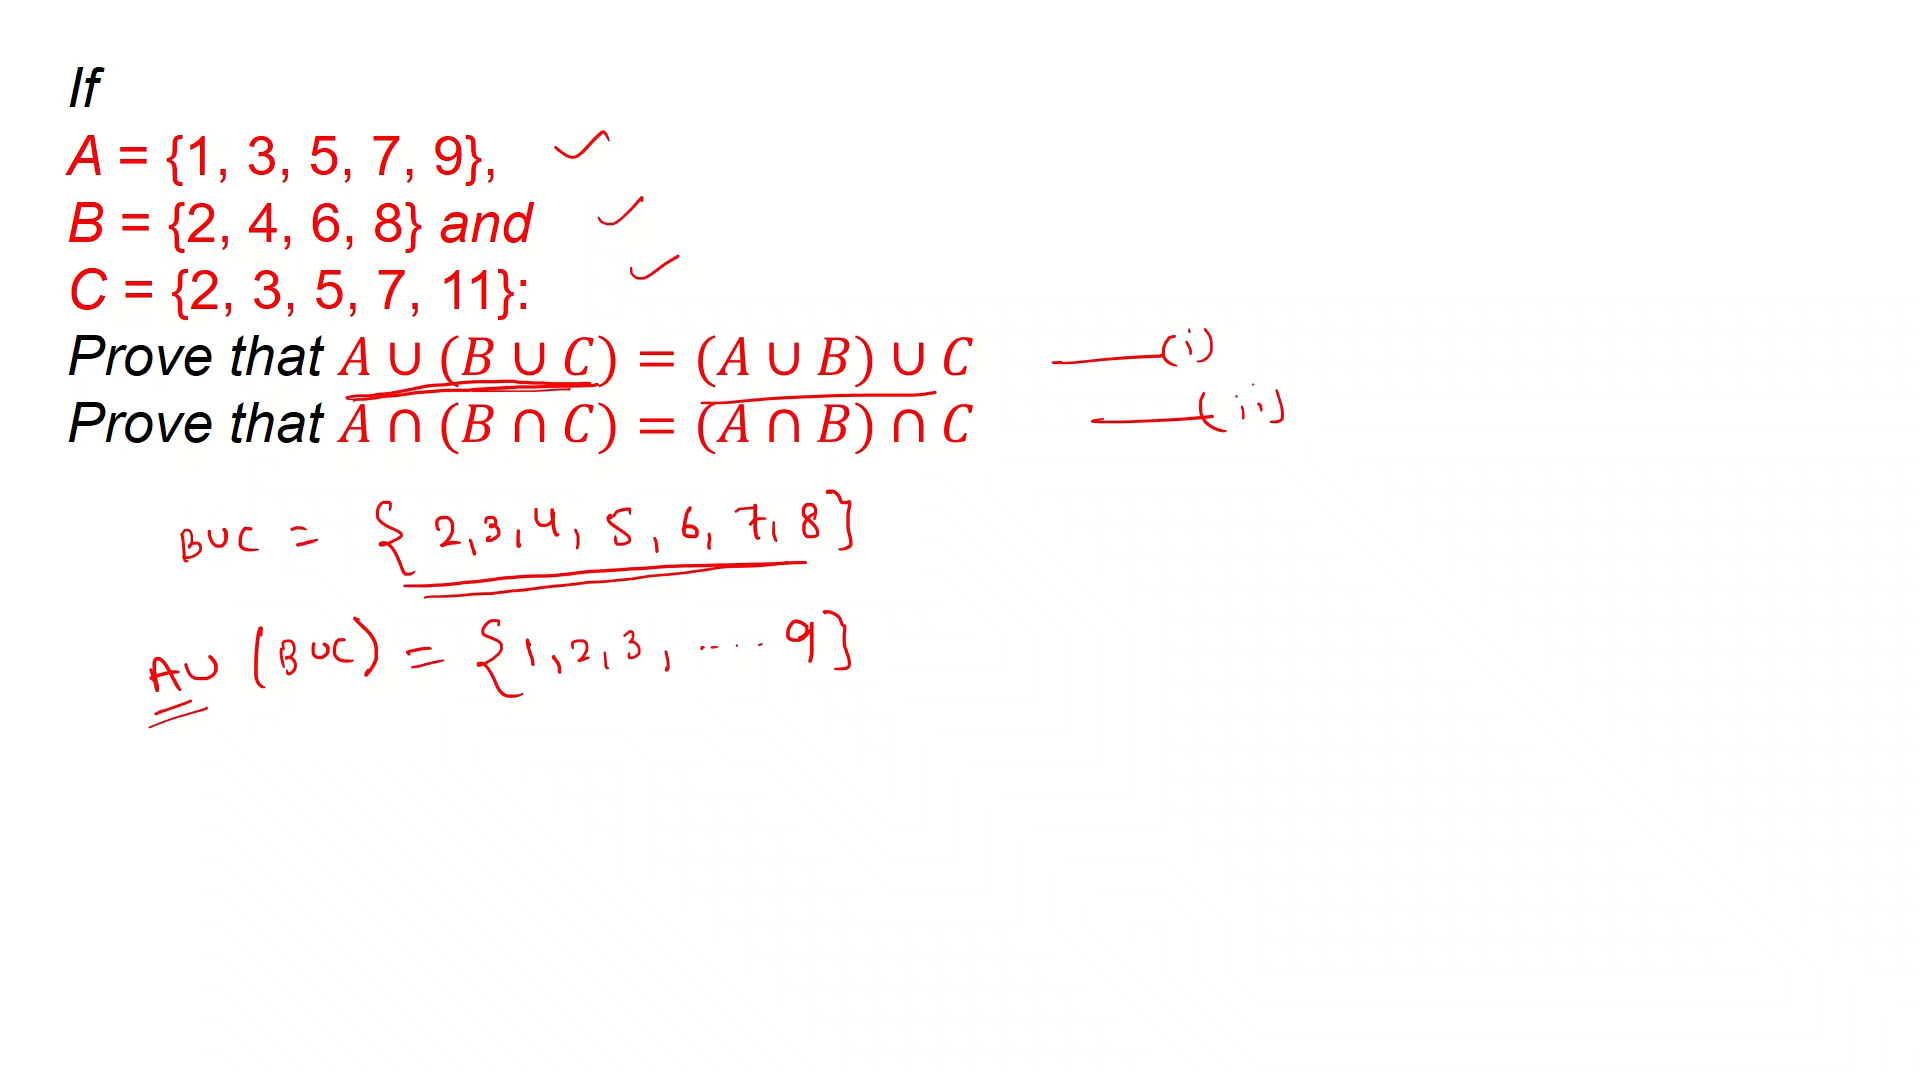 If
A = {1, 3, 5, 7, 9},
B = {2, 4, 6, 8} and
C = {2, 3, 5, 7, 11}:
Prove that A ∪ (B ∪ C) = (A ∪ B) ∪ C (i)
Prove that A ∩ (B ∩ C) = (A ∩ B) ∩ C (ii)
B∪C = {2,3,4,5,6,7,8}
A∪(B∪C) = {1,2,3,.....9}